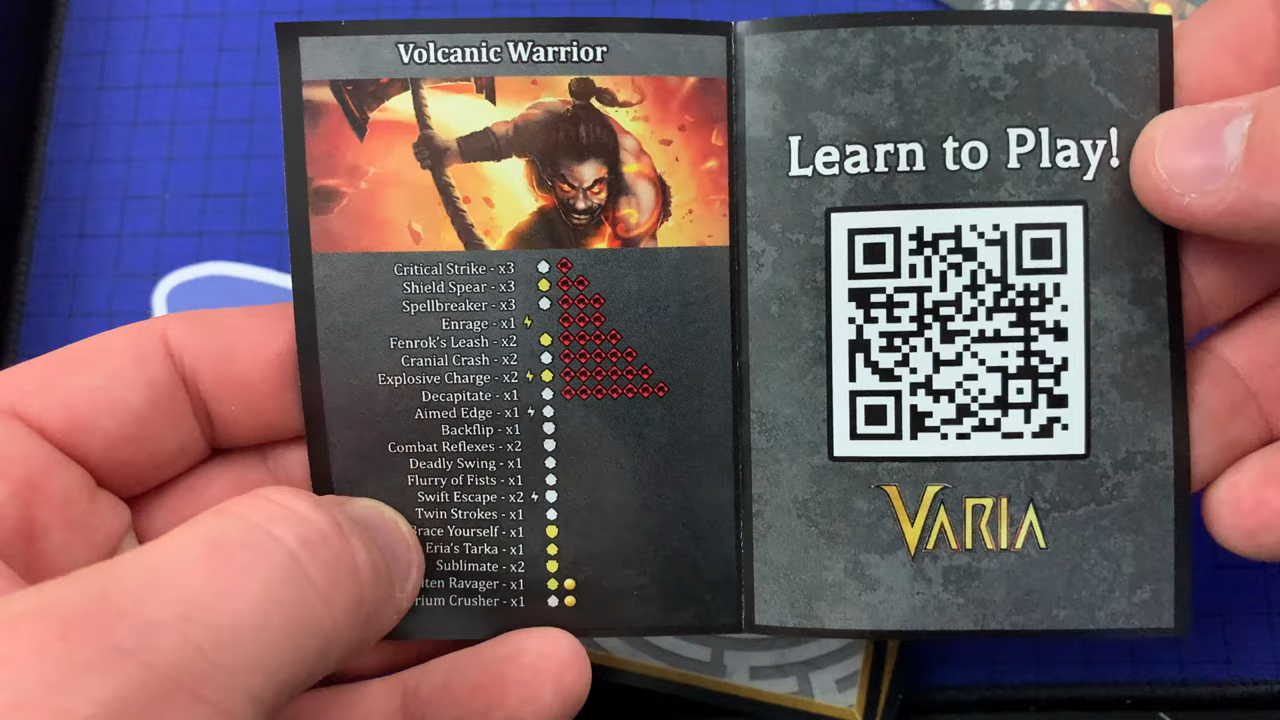 Volcanic Warrior
Critical Strike - x3
Shield Spear - x3
Spellbreaker - x3
Enrage - x1
Fenrok's Leash - x2
Cranial Crash - x2
Explosive Charge - x2
Decapitate - x1
Aimed Edge - x1
Backflip - x1
Combat Reflexes - x2
Deadly Swing - x1
Flurry of Fists - x1
Swift Escape - x2
Twin Strokes - x1
Brace Yourself - x1
Eria's Tarka - x1
Sublimate - x2
Ravager - x1
Crusher - x1
Learn to Play!
VARIA